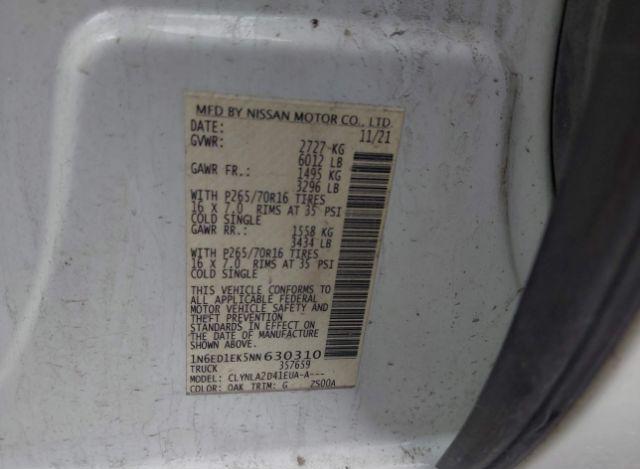 MFD BY NISSAN MOTOR CO., LTD.
DATE: 11/21
GVWR: 2727 KG
6012 LB
GAWR FR.: 1495 KG
3296 LB
WITH P265/70R16 TIRES
16 X 7.0 RIMS AT 35 PSI
COLD SINGLE
GAWR RR.: 1558 KG
3434 LB
WITH P265/70R16 TIRES
16 X 7.0 RIMS AT 35 PSI
COLD SINGLE
THIS VEHICLE CONFORMS TO
ALL APPLICABLE FEDERAL
MOTOR VEHICLE SAFETY AND
THEFT PREVENTION
STANDARDS IN EFFECT ON
THE DATE OF MANUFACTURE
SHOWN ABOVE.
1N6ED1EK5NN630310
TRUCK 357659
MODEL: CLYNLA2D41EUA-A---
COLOR: QAK TRIM: G 2S00A